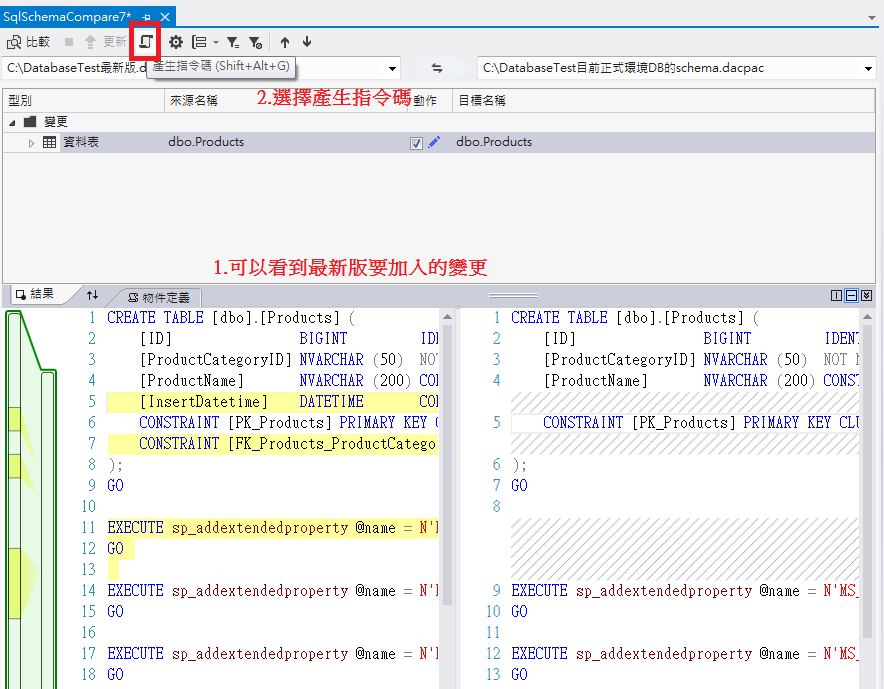 SqlSchemaCompare7*
比較 更新
C:\DatabaseTest最新版.d 產生指令碼 (Shift+Alt+G) C:\DatabaseTest目前正式環境DB的schema.dacpac
型別 來源名稱 2.選擇產生指令碼 動作 目標名稱
變更
資料表 dbo.Products dbo.Products
1.可以看到最新版要加入的變更
結果 物件定義
1 CREATE TABLE [dbo].[Products] (
2 [ID] BIGINT IDE
3 [ProductCategoryID] NVARCHAR (50) NO
4 [ProductName] NVARCHAR (200) CO
5 [InsertDatetime] DATETIME CO
6 CONSTRAINT [PK_Products] PRIMARY KEY C
7 CONSTRAINT [FK_Products_ProductCatego
8 );
9 GO
10
11 EXECUTE sp_addextendedproperty @name = N'
12 GO
13
14 EXECUTE sp_addextendedproperty @name = N'
15 GO
16
17 EXECUTE sp_addextendedproperty @name = N'
18 GO
1 CREATE TABLE [dbo].[Products] (
2 [ID] BIGINT IDENT
3 [ProductCategoryID] NVARCHAR (50) NOT N
4 [ProductName] NVARCHAR (200) CONST
5 CONSTRAINT [PK_Products] PRIMARY KEY CLU
6 );
7 GO
8
9 EXECUTE sp_addextendedproperty @name = N'MS_
10 GO
11
12 EXECUTE sp_addextendedproperty @name = N'MS_
13 GO